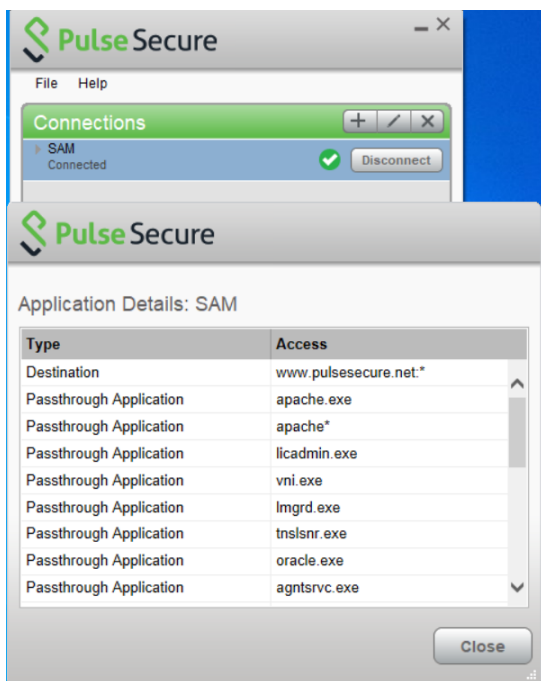 Pulse Secure
File Help
Connections
SAM
Connected
Disconnect
Pulse Secure
Application Details: SAM
Type Access
Destination www.pulsesecure.net:*
Passthrough Application apache.exe
Passthrough Application apache*
Passthrough Application licadmin.exe
Passthrough Application vni.exe
Passthrough Application lmgrd.exe
Passthrough Application tnslsnr.exe
Passthrough Application oracle.exe
Passthrough Application agntsrvc.exe
Close